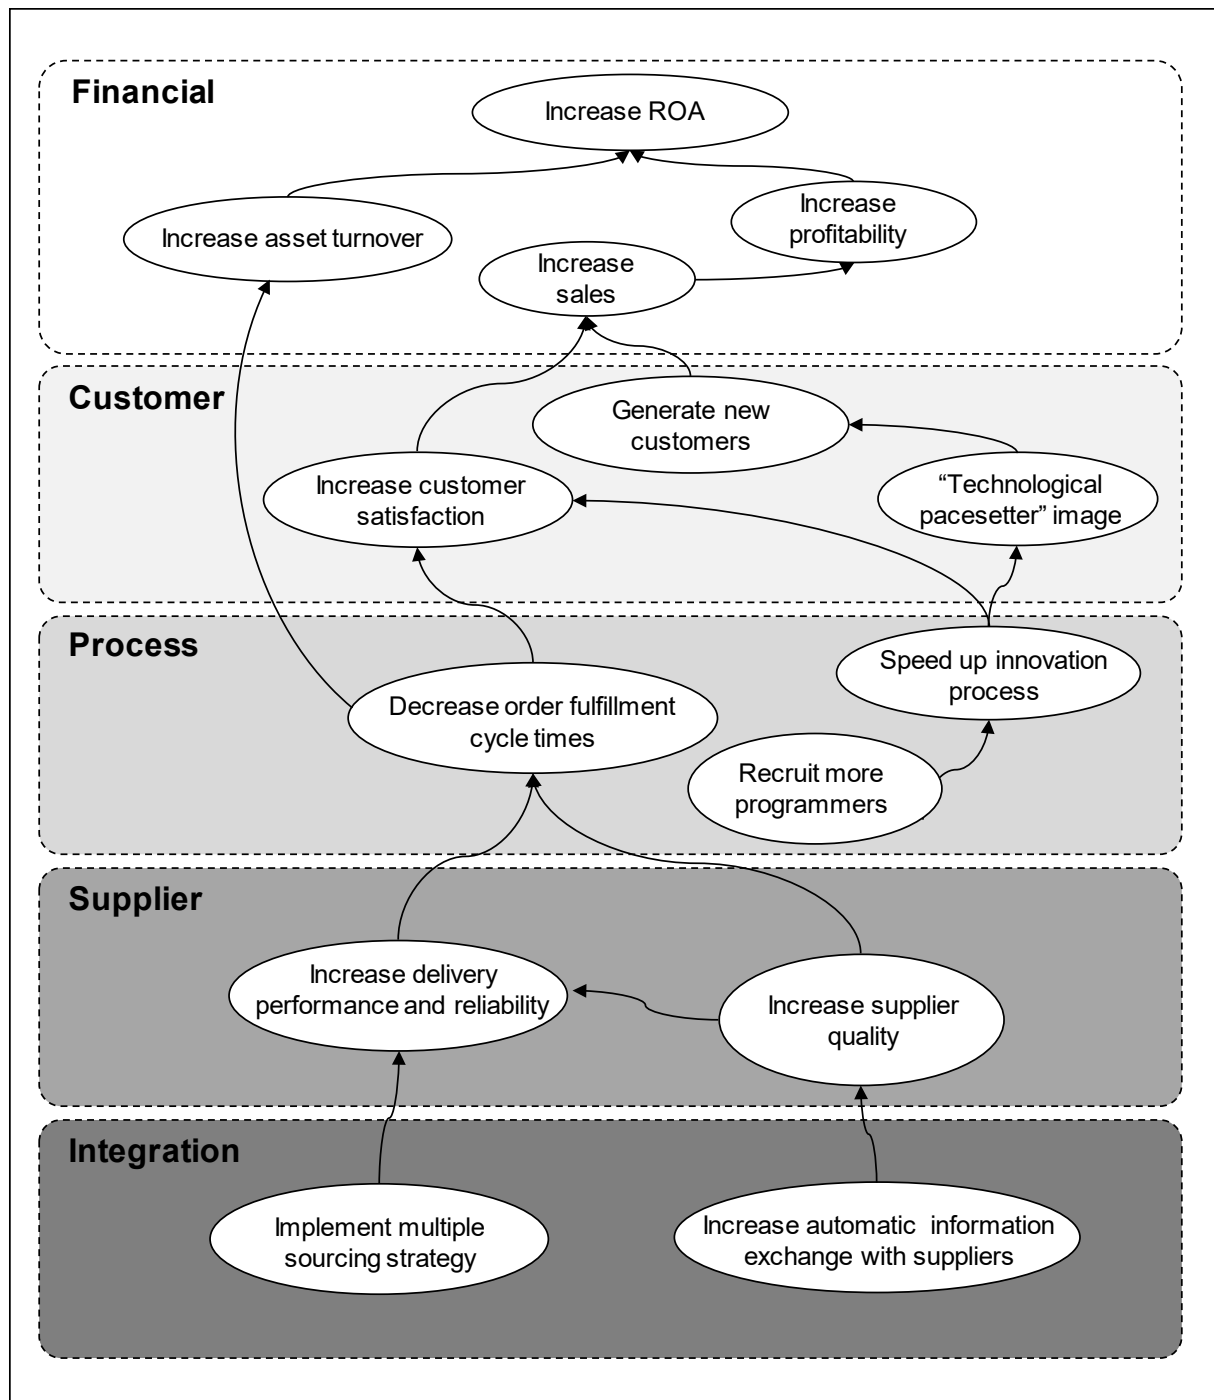 Financial
Increase ROA
Increase
profitability
Increase asset turnover
Increase
sales
Customer
Generate new
customers
Increase customer
satisfaction
“Technological
pacesetter” image
Process
Speed up innovation
process
Decrease order fulfillment
cycle times
Recruit more
programmers
Supplier
Increase delivery
performance and reliability
Increase supplier
quality
Integration
Implement multiple
sourcing strategy
Increase automatic information
exchange with suppliers